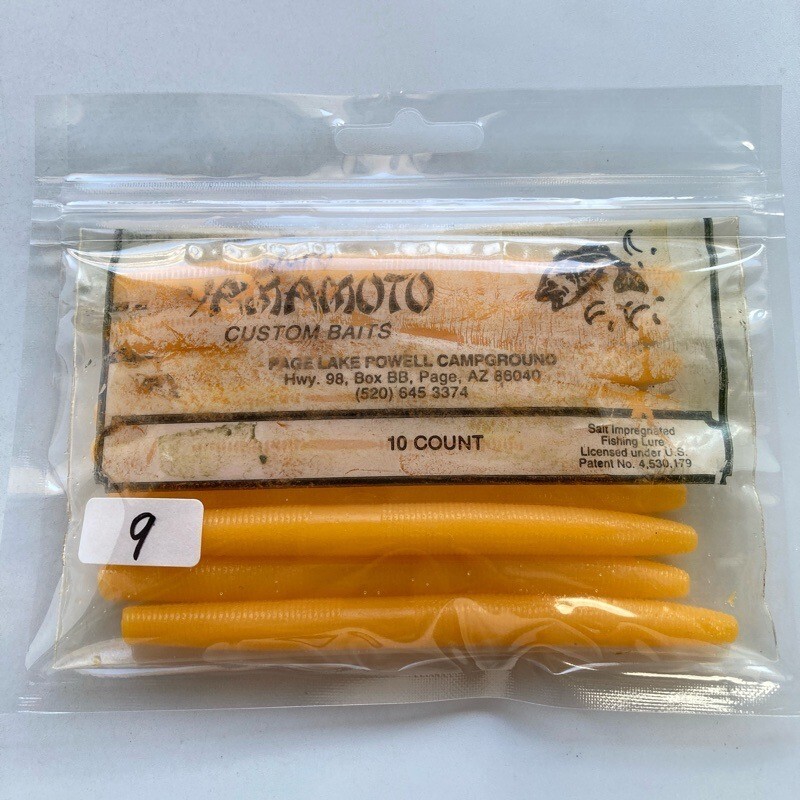 YAMAMOTO
CUSTOM BAITS
PAGE LAKE POWELL CAMPGROUND
Hwy. 98, Box BB, Page, AZ 86040
(520) 645 3374
10 COUNT
Salt Impregnated
Fishing Lure
Licensed under U.S.
Patent No. 4,530,179
9